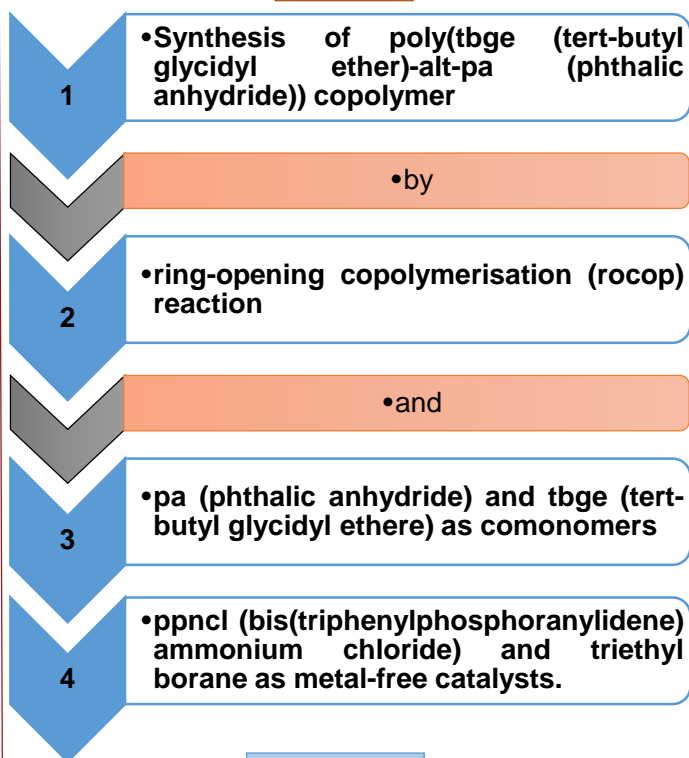 1
•Synthesis of poly(tbge (tert-butyl
glycidyl ether)-alt-pa (phthalic
anhydride)) copolymer
•by
2
•ring-opening copolymerisation (rocop)
reaction
•and
3
•pa (phthalic anhydride) and tbge (tert-
butyl glycidyl ethere) as comonomers
4
•ppncl (bis(triphenylphosphoranylidene)
ammonium chloride) and triethyl
borane as metal-free catalysts.